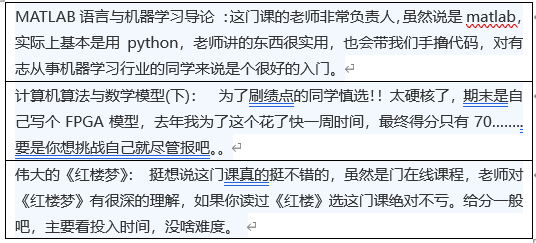 MATLAB 语言与机器学习导论 ：这门课的老师非常负责人，虽然说是 matlab，
实际上基本是用 python，老师讲的东西很实用，也会带我们手撸代码，对有
志从事机器学习行业的同学来说是个很好的入门。
计算机算法与数学模型(下)： 为了刷绩点的同学慎选！！太硬核了，期末是自
己写个 FPGA 模型，去年我为了这个花了快一周时间，最终得分只有 70........
要是你想挑战自己就尽管报吧。。
伟大的《红楼梦》： 挺想说这门课真的挺不错的，虽然是门在线课程，老师对
《红楼梦》有很深的理解，如果你读过《红楼》选这门课绝对不亏。给分一般
吧，主要看投入时间，没啥难度。